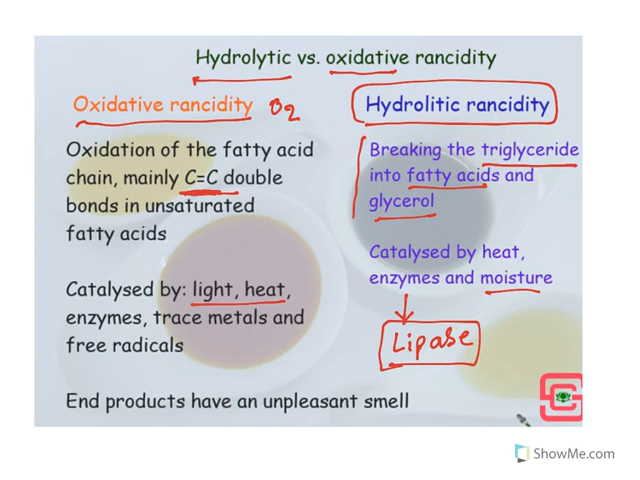 Hydrolytic vs. oxidative rancidity
Oxidative rancidity O2
Oxidation of the fatty acid
chain, mainly C=C double
bonds in unsaturated
fatty acids
Catalysed by: light, heat,
enzymes, trace metals and
free radicals
End products have an unpleasant smell
Hydrolitic rancidity
Breaking the triglyceride
into fatty acids and
glycerol
Catalysed by heat,
enzymes and moisture
Lipase
ShowMe.com